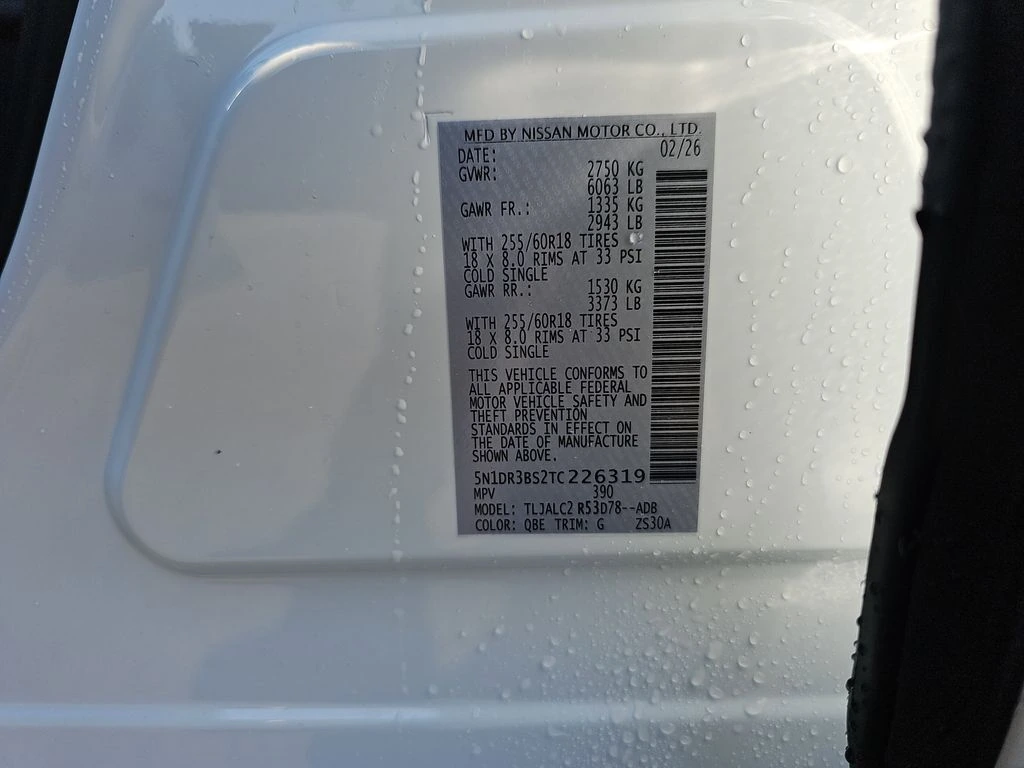 MFD BY NISSAN MOTOR CO., LTD.
DATE: 02/26
GVWR: 2750 KG
6063 LB
GAWR FR.: 1335 KG
2943 LB
WITH 255/60R18 TIRES
18 X 8.0 RIMS AT 33 PSI
COLD SINGLE
GAWR RR.: 1530 KG
3373 LB
WITH 255/60R18 TIRES
18 X 8.0 RIMS AT 33 PSI
COLD SINGLE
THIS VEHICLE CONFORMS TO
ALL APPLICABLE FEDERAL
MOTOR VEHICLE SAFETY AND
THEFT PREVENTION
STANDARDS IN EFFECT ON
THE DATE OF MANUFACTURE
SHOWN ABOVE.
5N1DR3BS2TC226319
MPV 390
MODEL: TLJALC2 R53D78--ADB
COLOR: QBE TRIM: G ZS30A